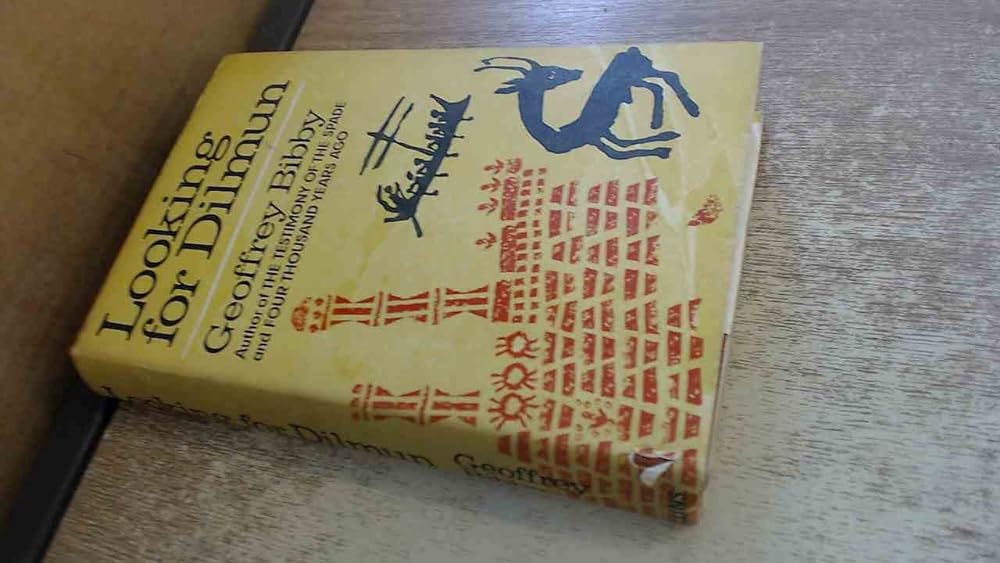 Looking
for Dilmun
Geoffrey Bibby
Author of THE TESTIMONY OF THE SPADE
and FOUR THOUSAND YEARS AGO
Looking for Dilmun Geoffrey